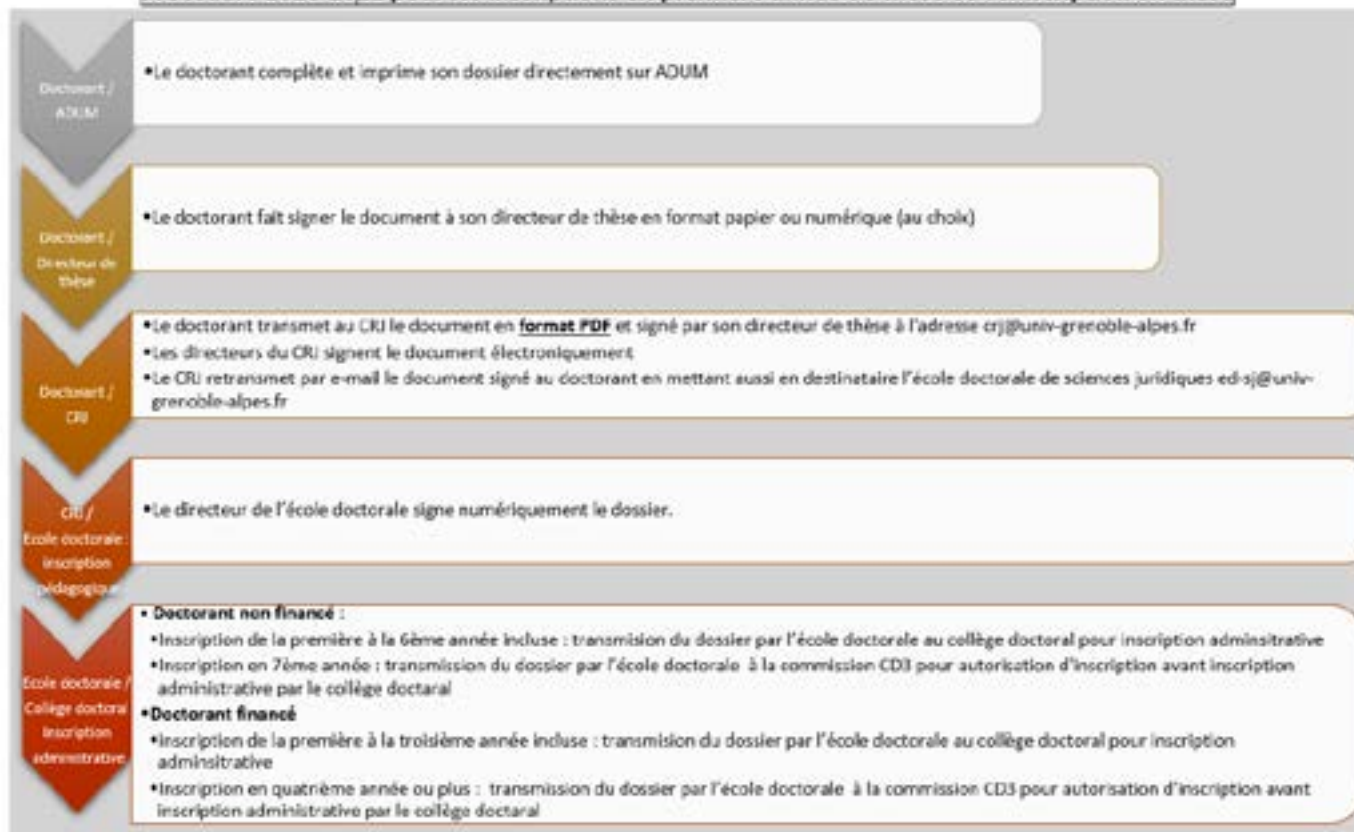 Doctorant /
ADUM
•Le doctorant complète et imprime son dossier directement sur ADUM
Doctorant /
Directeur de
thèse
•Le doctorant fait signer le document à son directeur de thèse en format papier ou numérique (au choix)
Doctorant /
CRJ
•Le doctorant transmet au CRJ le document en format PDF et signé par son directeur de thèse à l'adresse crj@univ-grenoble-alpes.fr
•Les directeurs du CRJ signent le document électroniquement
•Le CRJ retransmet par e-mail le document signé au doctorant en mettant aussi en destinataire l'école doctorale de sciences juridiques ed-sj@univ-
grenoble-alpes.fr
CRJ /
Ecole doctorale
inscription
pédagogique
•Le directeur de l'école doctorale signe numériquement le dossier.
Ecole doctorale /
Collège doctoral
Inscription
administrative
• Doctorant non financé :
•Inscription de la première à la 6ème année incluse : transmision du dossier par l'école doctorale au collège doctoral pour inscription adminsitrative
•Inscription en 7ème année : transmission du dossier par l'école doctorale à la commission CD3 pour autorisation d'inscription avant inscription
administrative par le collège doctaral
•Doctorant financé
•Inscription de la première à la troisième année incluse : transmision du dossier par l'école doctorale au collège doctoral pour inscription
adminsitrative
•Inscription en quatrième année ou plus : transmission du dossier par l'école doctorale à la commission CD3 pour autorisation d'inscription avant
inscription administrative par le collège doctaral